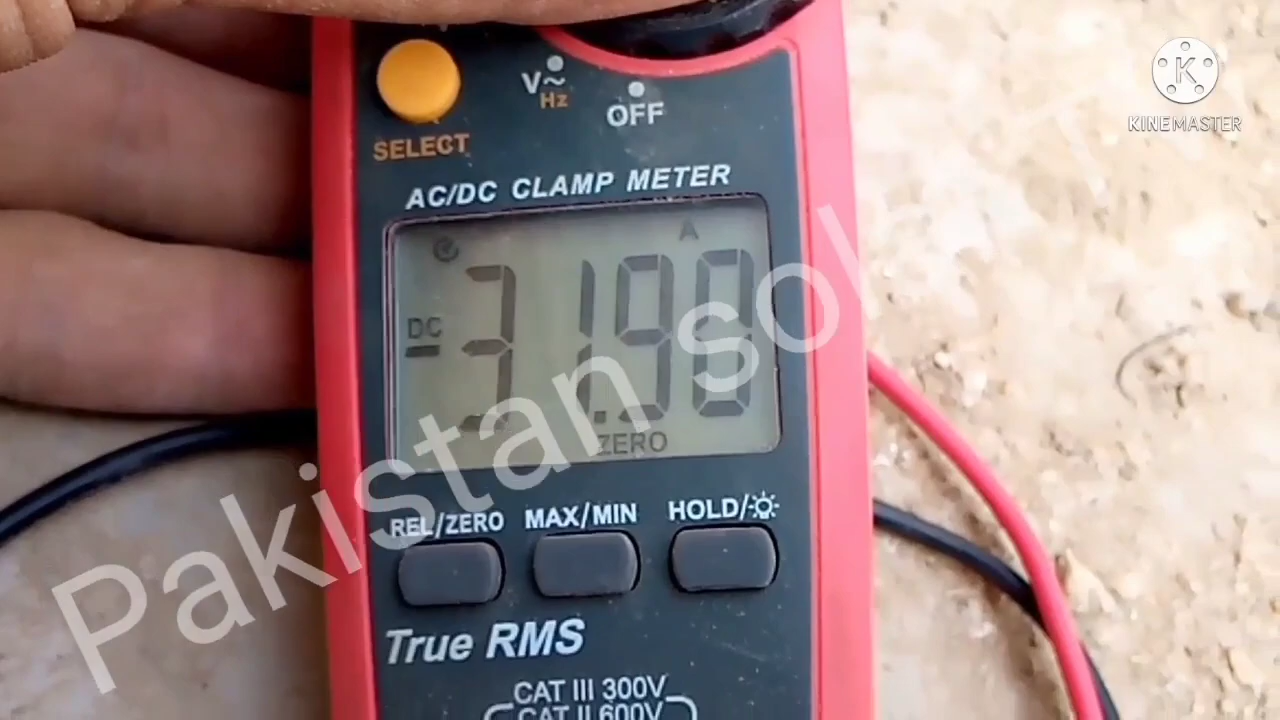 K
KINEMASTER
V~
Hz
OFF
SELECT
AC/DC CLAMP METER
A
DC
31.98
ZERO
Pakistan sol
REL/ZERO MAX/MIN HOLD/
True RMS
CAT III 300V
CAT II 600V